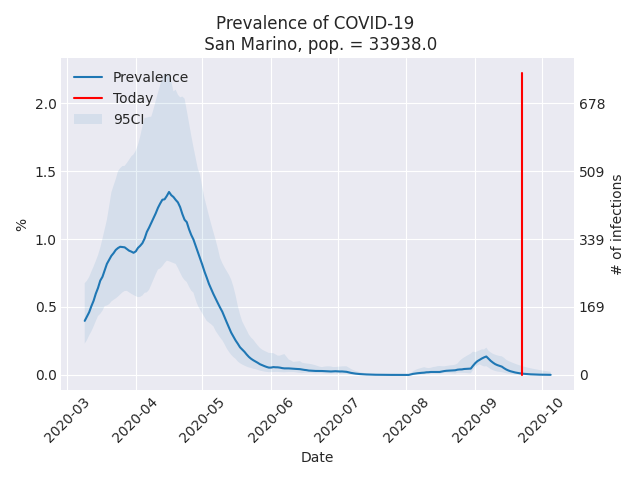 Prevalence of COVID-19
San Marino, pop. = 33938.0
Prevalence
Today
95CI
2.0
1.5
1.0
0.5
0.0
%
678
509
339
169
0
# of infections
2020-03
2020-04
2020-05
2020-06
2020-07
2020-08
2020-09
2020-10
Date